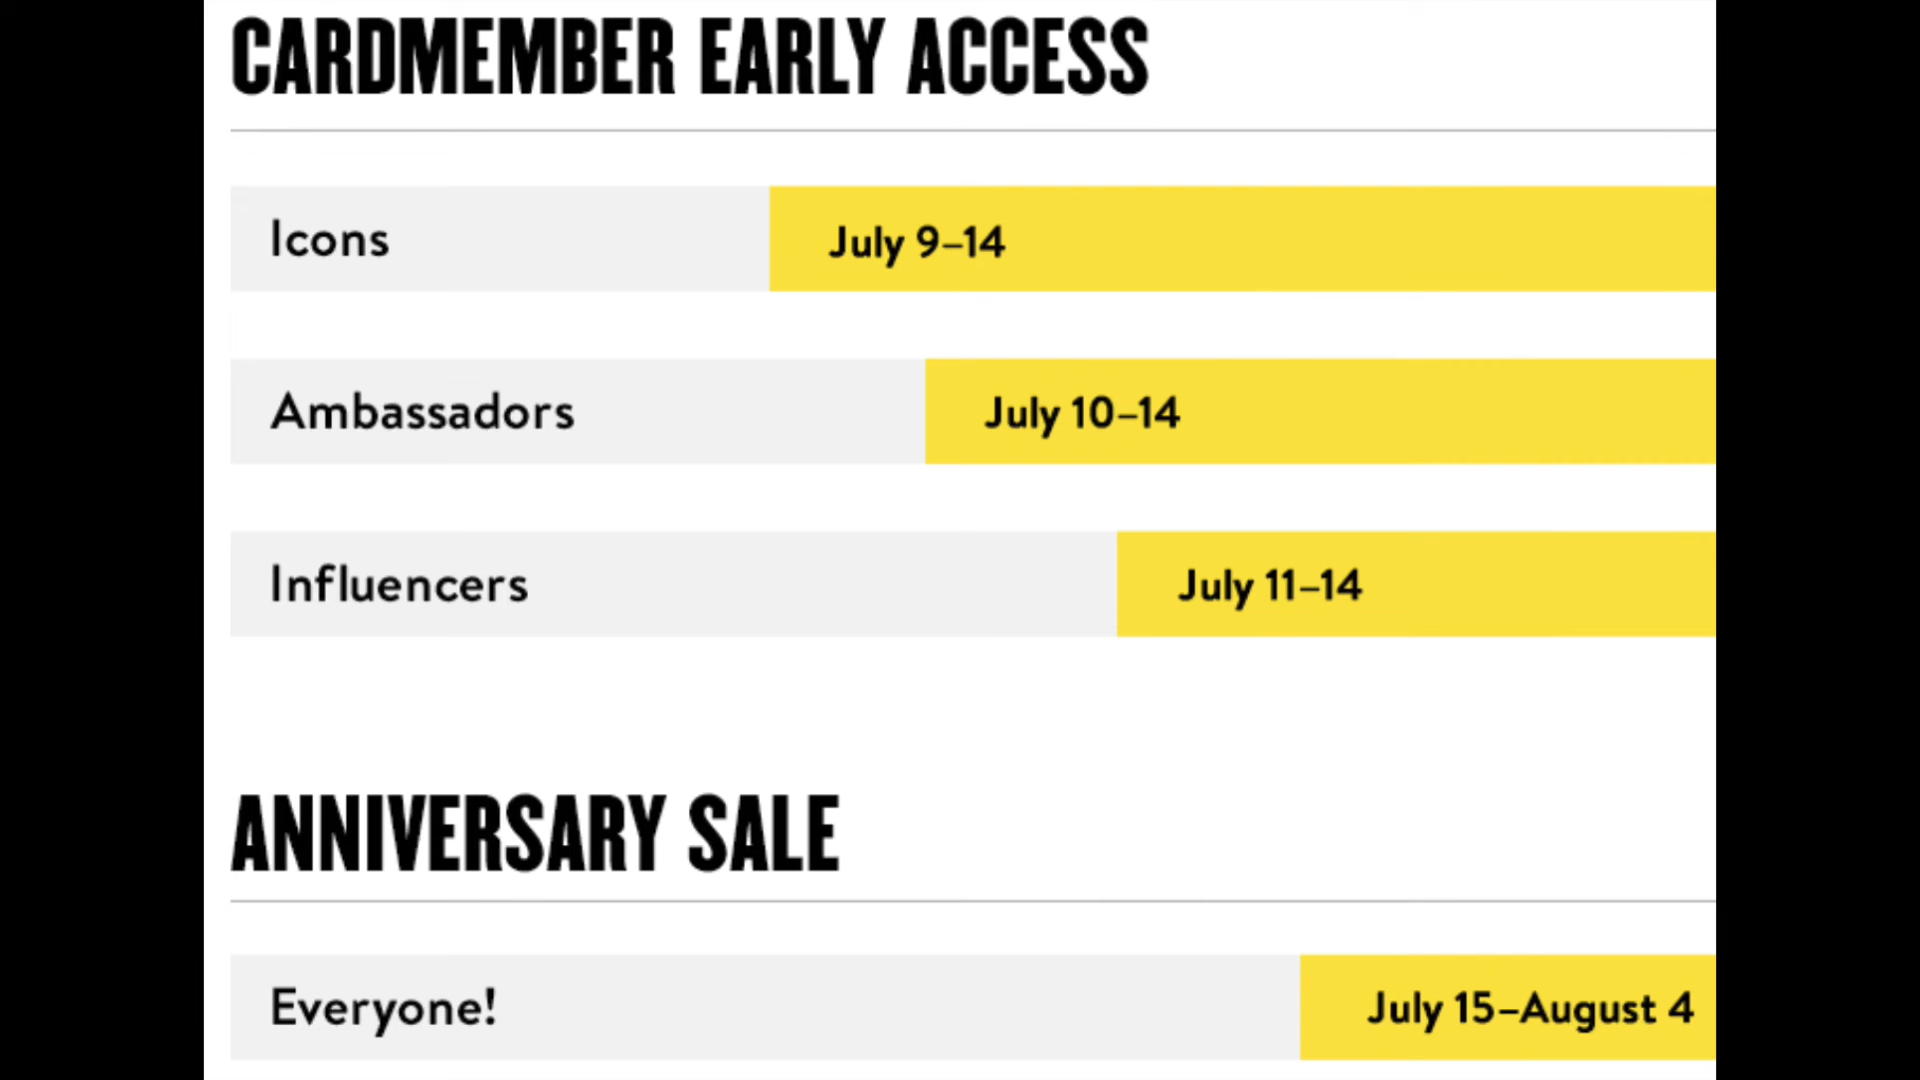 CARDMEMBER EARLY ACCESS
Icons July 9–14
Ambassadors July 10–14
Influencers July 11–14
ANNIVERSARY SALE
Everyone! July 15–August 4